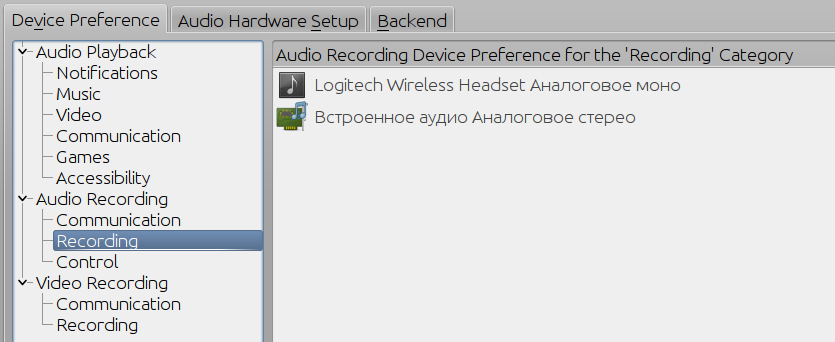 Device Preference
Audio Hardware Setup
Backend
Audio Playback
Notifications
Music
Video
Communication
Games
Accessibility
Audio Recording
Communication
Recording
Control
Video Recording
Communication
Recording
Audio Recording Device Preference for the 'Recording' Category
Logitech Wireless Headset Аналоговое моно
Встроенное аудио Аналоговое стерео